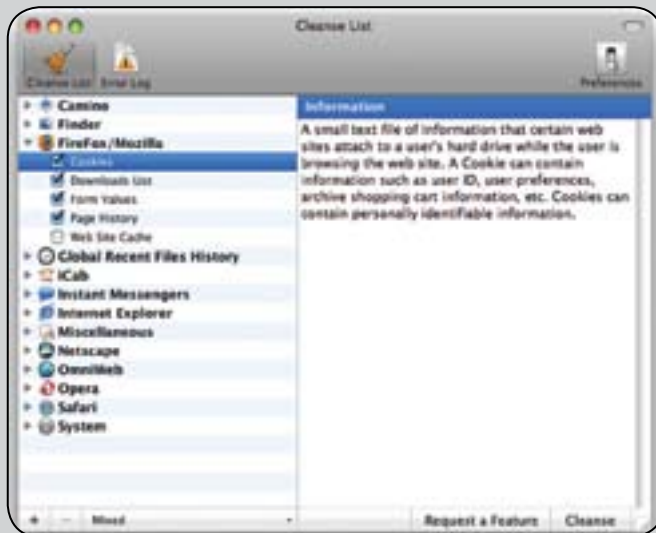 Cleanse List
Cleanse List Error Log
Preferences
Camino
Finder
FireFox/Mozilla
Cookies
Downloads List
Form Values
Page History
Web Site Cache
Global Recent Files History
iCab
Instant Messengers
Internet Explorer
Miscellaneous
Netscape
OmniWeb
Opera
Safari
System
Information
A small text file of information that certain web
sites attach to a user's hard drive while the user is
browsing the web site. A Cookie can contain
information such as user ID, user preferences,
archive shopping cart information, etc. Cookies can
contain personally identifiable information.
+ - Mixed
Request a Feature Cleanse